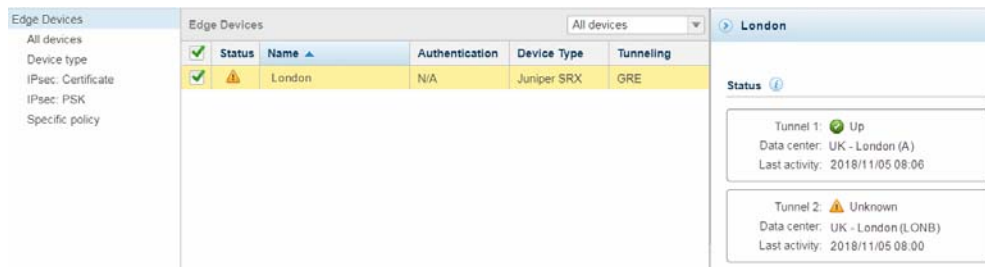 Edge Devices
All devices
Device type
IPsec: Certificate
IPsec: PSK
Specific policy
Edge Devices All devices
Status Name Authentication Device Type Tunneling
London N/A Juniper SRX GRE
London
Status
Tunnel 1: Up
Data center: UK - London (A)
Last activity: 2018/11/05 08:06
Tunnel 2: Unknown
Data center: UK - London (LONB)
Last activity: 2018/11/05 08:00